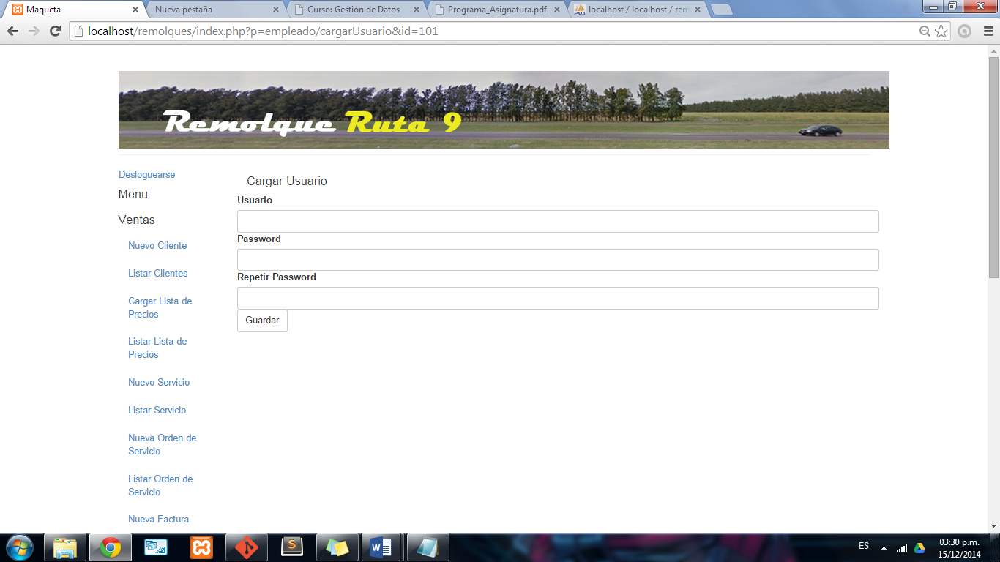 Maqueta
Nueva pestaña
Curso: Gestión de Datos
Programa_Asignatura.pdf
PMA
localhost / localhost / rem
localhost/remolques/index.php?p=empleado/cargarUsuario&id=101
Remolque Ruta 9
Desloguearse
Menu
Ventas
Nuevo Cliente
Listar Clientes
Cargar Lista de
Precios
Listar Lista de
Precios
Nuevo Servicio
Listar Servicio
Nueva Orden de
Servicio
Listar Orden de
Servicio
Nueva Factura
Cargar Usuario
Usuario
Password
Repetir Password
Guardar
ES
03:30 p.m.
15/12/2014